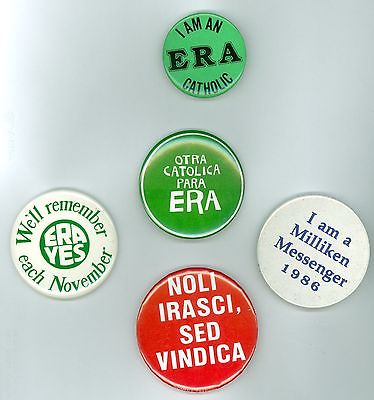 I AM AN
ERA
CATHOLIC
OTRA
CATOLICA
PARA
ERA
We'll remember
ERA
YES
each November
I am a
Milliken
Messenger
1986
NOLI
IRASCI,
SED
VINDICA